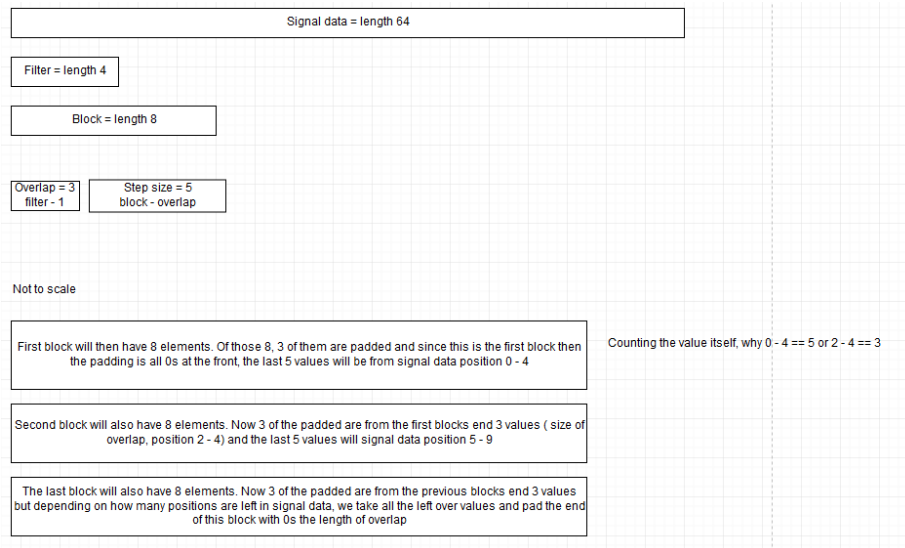 Signal data = length 64
Filter = length 4
Block = length 8
Overlap = 3
filter - 1
Step size = 5
block - overlap
Not to scale
First block will then have 8 elements. Of those 8, 3 of them are padded and since this is the first block then
the padding is all 0s at the front, the last 5 values will be from signal data position 0 - 4
Counting the value itself, why 0 - 4 == 5 or 2 - 4 == 3
Second block will also have 8 elements. Now 3 of the padded are from the first blocks end 3 values ( size of
overlap, position 2 - 4) and the last 5 values will signal data position 5 - 9
The last block will also have 8 elements. Now 3 of the padded are from the previous blocks end 3 values
but depending on how many positions are left in signal data, we take all the left over values and pad the end
of this block with 0s the length of overlap